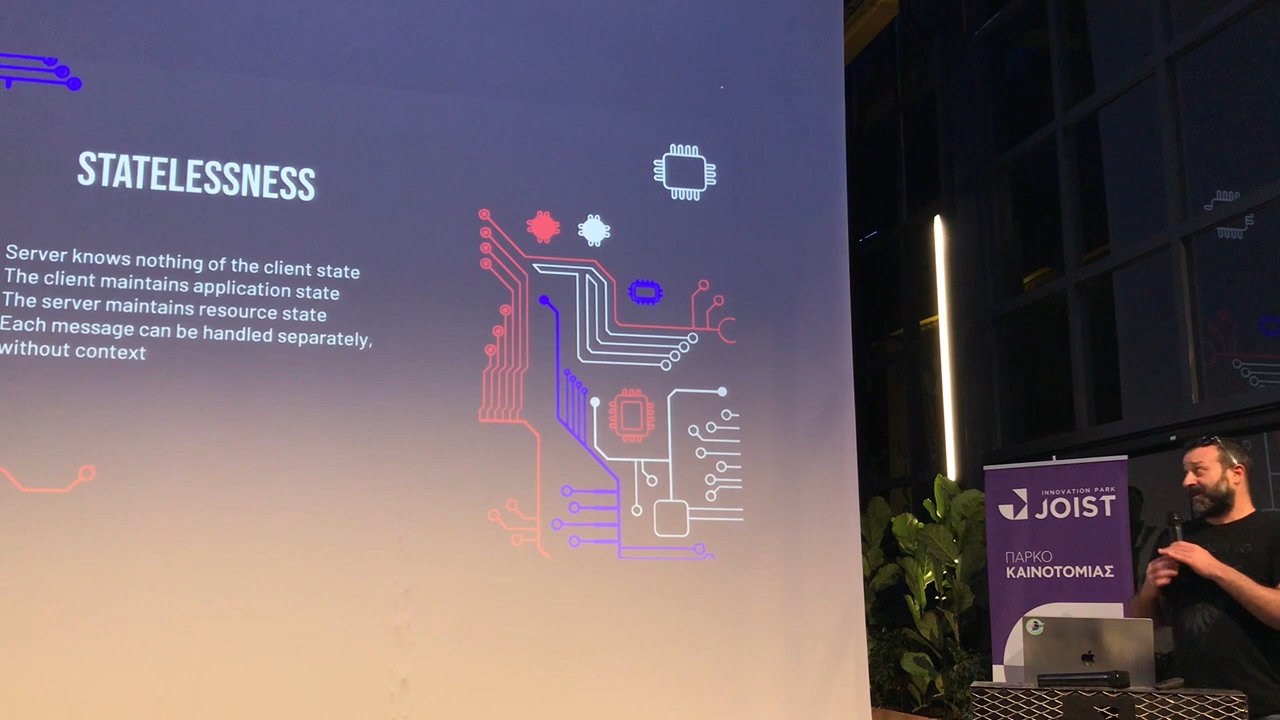 STATELESSNESS
Server knows nothing of the client state
The client maintains application state
The server maintains resource state
Each message can be handled separately,
without context
INNOVATION PARK
JOIST
ΠΑΡΚΟ
ΚΑΙΝΟΤΟΜΙΑΣ